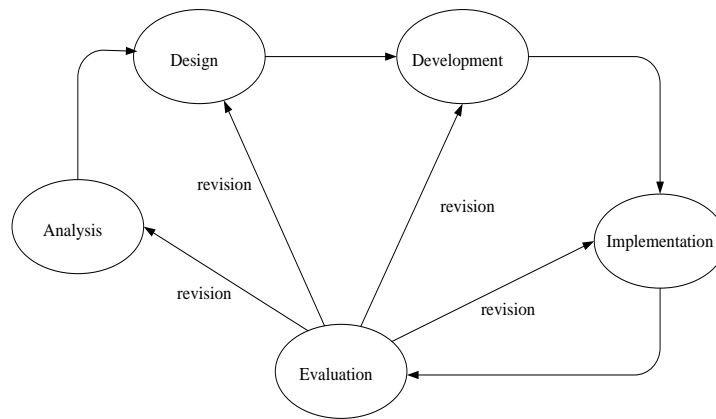 Design
Development
revision
revision
Analysis
Implementation
revision
revision
Evaluation